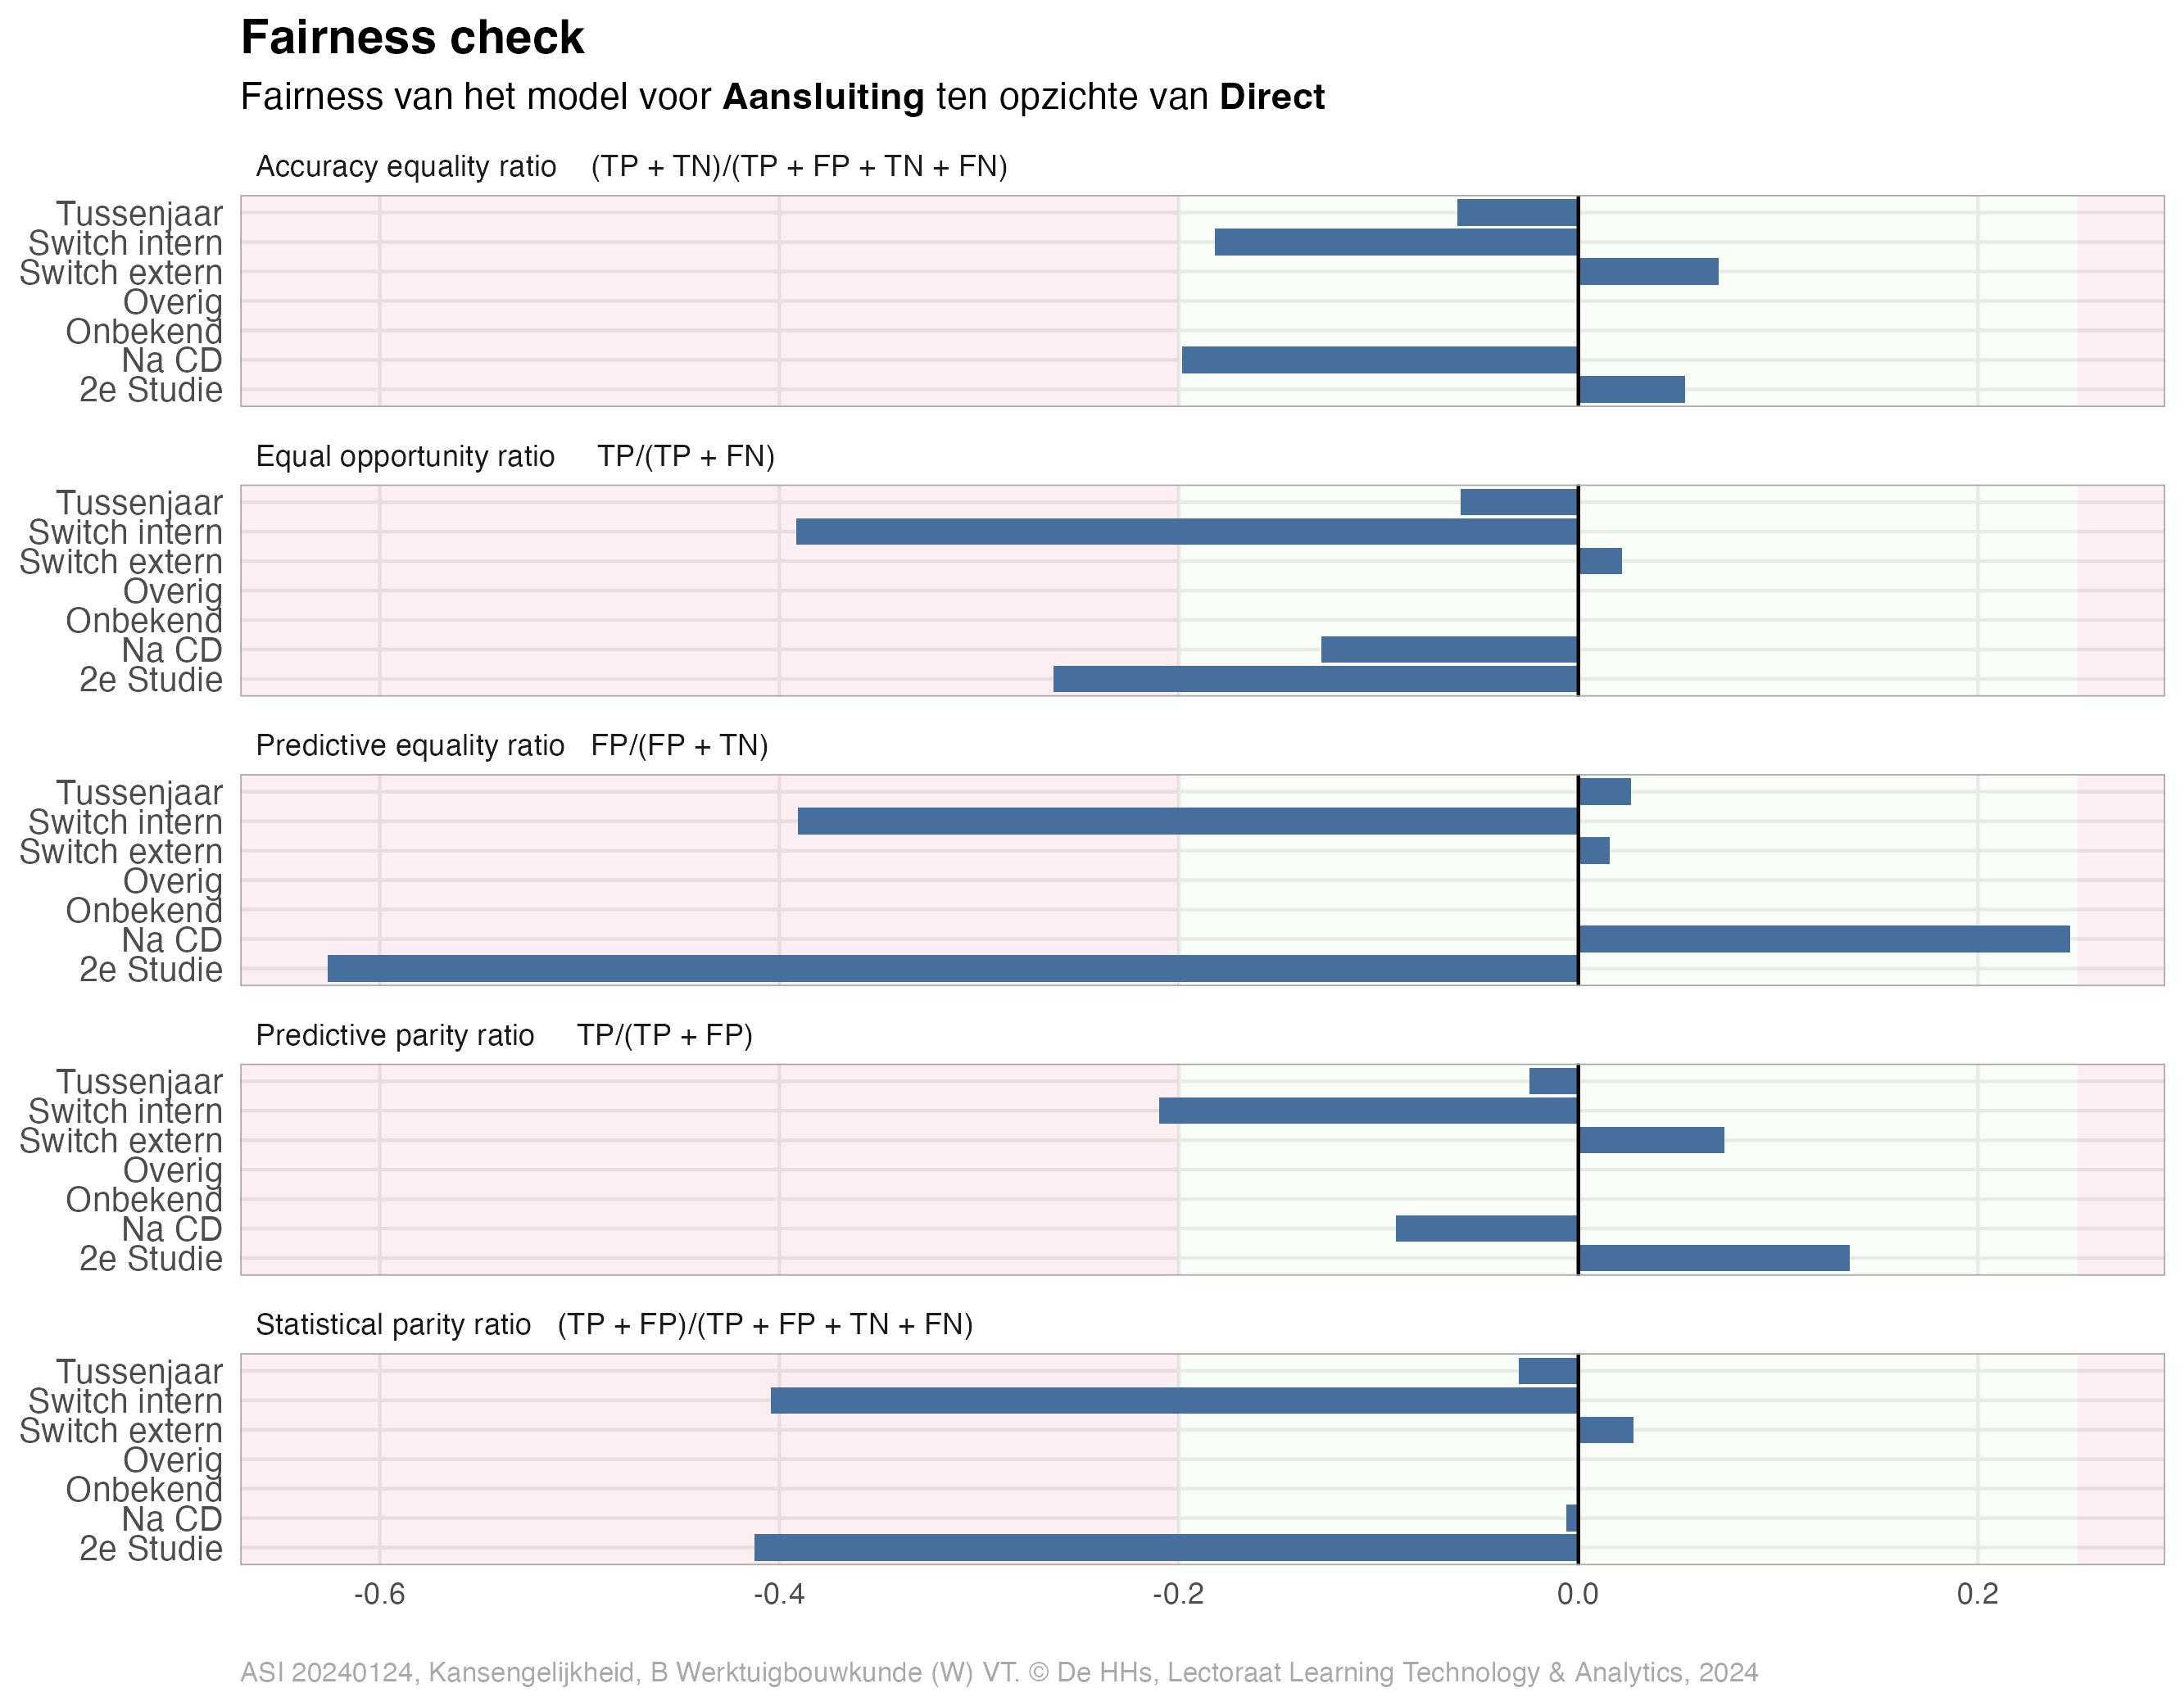 Fairness check
Fairness van het model voor Aansluiting ten opzichte van Direct
Accuracy equality ratio (TP + TN)/(TP + FP + TN + FN)
Tussenjaar
Switch intern
Switch extern
Overig
Onbekend
Na CD
2e Studie
Equal opportunity ratio TP/(TP + FN)
Tussenjaar
Switch intern
Switch extern
Overig
Onbekend
Na CD
2e Studie
Predictive equality ratio FP/(FP + TN)
Tussenjaar
Switch intern
Switch extern
Overig
Onbekend
Na CD
2e Studie
Predictive parity ratio TP/(TP + FP)
Tussenjaar
Switch intern
Switch extern
Overig
Onbekend
Na CD
2e Studie
Statistical parity ratio (TP + FP)/(TP + FP + TN + FN)
Tussenjaar
Switch intern
Switch extern
Overig
Onbekend
Na CD
2e Studie
-0.6 -0.4 -0.2 0.0 0.2
ASI 20240124, Kansengelijkheid, B Werktuigbouwkunde (W) VT. © De HHs, Lectoraat Learning Technology & Analytics, 2024